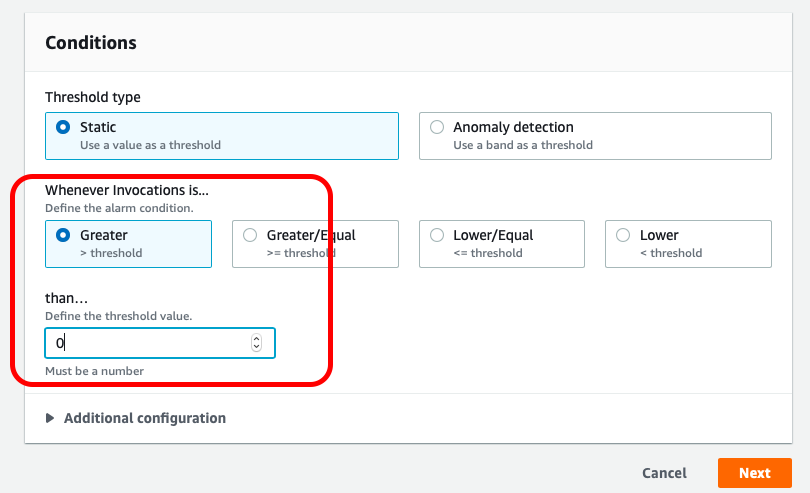 Conditions
Threshold type
Static
Use a value as a threshold
Anomaly detection
Use a band as a threshold
Whenever Invocations is...
Define the alarm condition.
Greater
> threshold
Greater/Equal
>= threshold
Lower/Equal
<= threshold
Lower
< threshold
than…
Define the threshold value.
0
Must be a number
Additional configuration
Cancel
Next